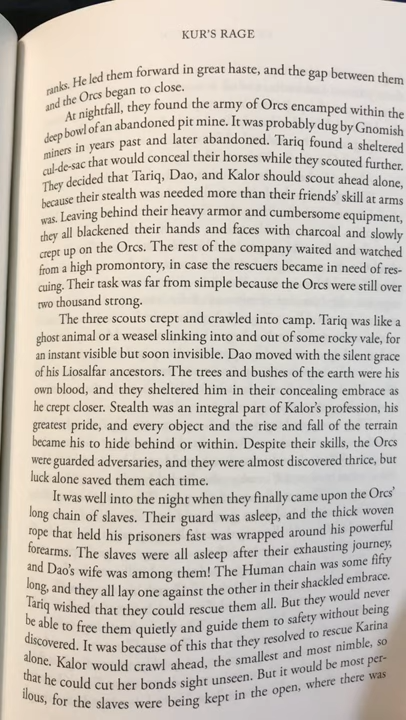 KUR'S RAGE
ranks. He led them forward in great haste, and the gap between them
and the Orcs began to close.
At nightfall, they found the army of Orcs encamped within the
deep bowl of an abandoned pit mine. It was probably dug by Gnomish
miners in years past and later abandoned. Tariq found a sheltered
cul-de-sac that would conceal their horses while they scouted further.
They decided that Tariq, Dao, and Kalor should scout ahead alone,
because their stealth was needed more than their friends' skill at arms
was. Leaving behind their heavy armor and cumbersome equipment,
they all blackened their hands and faces with charcoal and slowly
crept up on the Orcs. The rest of the company waited and watched
from a high promontory, in case the rescuers became in need of res-
cuing. Their task was far from simple because the Orcs were still over
two thousand strong.
The three scouts crept and crawled into camp. Tariq was like a
ghost animal or a weasel slinking into and out of some rocky vale, for
an instant visible but soon invisible. Dao moved with the silent grace
of his Liosalfar ancestors. The trees and bushes of the earth were his
own blood, and they sheltered him in their concealing embrace as
he crept closer. Stealth was an integral part of Kalor's profession, his
greatest pride, and every object and the rise and fall of the terrain
became his to hide behind or within. Despite their skills, the Orcs
were guarded adversaries, and they were almost discovered thrice, but
luck alone saved them each time.
It was well into the night when they finally came upon the Orcs'
long chain of slaves. Their guard was asleep, and the thick woven
rope that held his prisoners fast was wrapped around his powerful
forearms. The slaves were all asleep after their exhausting journey,
and Dao's wife was among them! The Human chain was some fifty
long, and they all lay one against the other in their shackled embrace.
Tariq wished that they could rescue them all. But they would never
be able to free them quietly and guide them to safety without being
discovered. It was because of this that they resolved to rescue Karina
alone. Kalor would crawl ahead, the smallest and most nimble, so
that he could cut her bonds sight unseen. But it would be most per-
ilous, for the slaves were being kept in the open, where there was